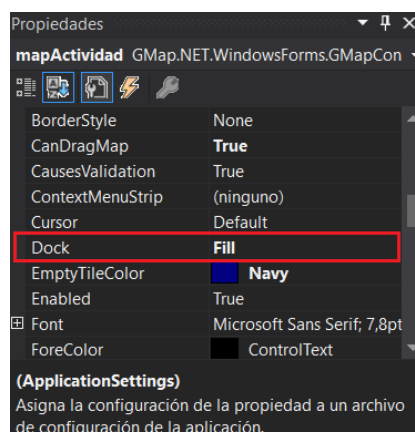 Propiedades
mapActividad GMap.NET.WindowsForms.GMapCon
BorderStyle None
CanDragMap True
CausesValidation True
ContextMenuStrip (ninguno)
Cursor Default
Dock Fill
EmptyTileColor Navy
Enabled True
Font Microsoft Sans Serif; 7,8pt
ForeColor ControlText
(ApplicationSettings)
Asigna la configuración de la propiedad a un archivo
de configuración de la aplicación.